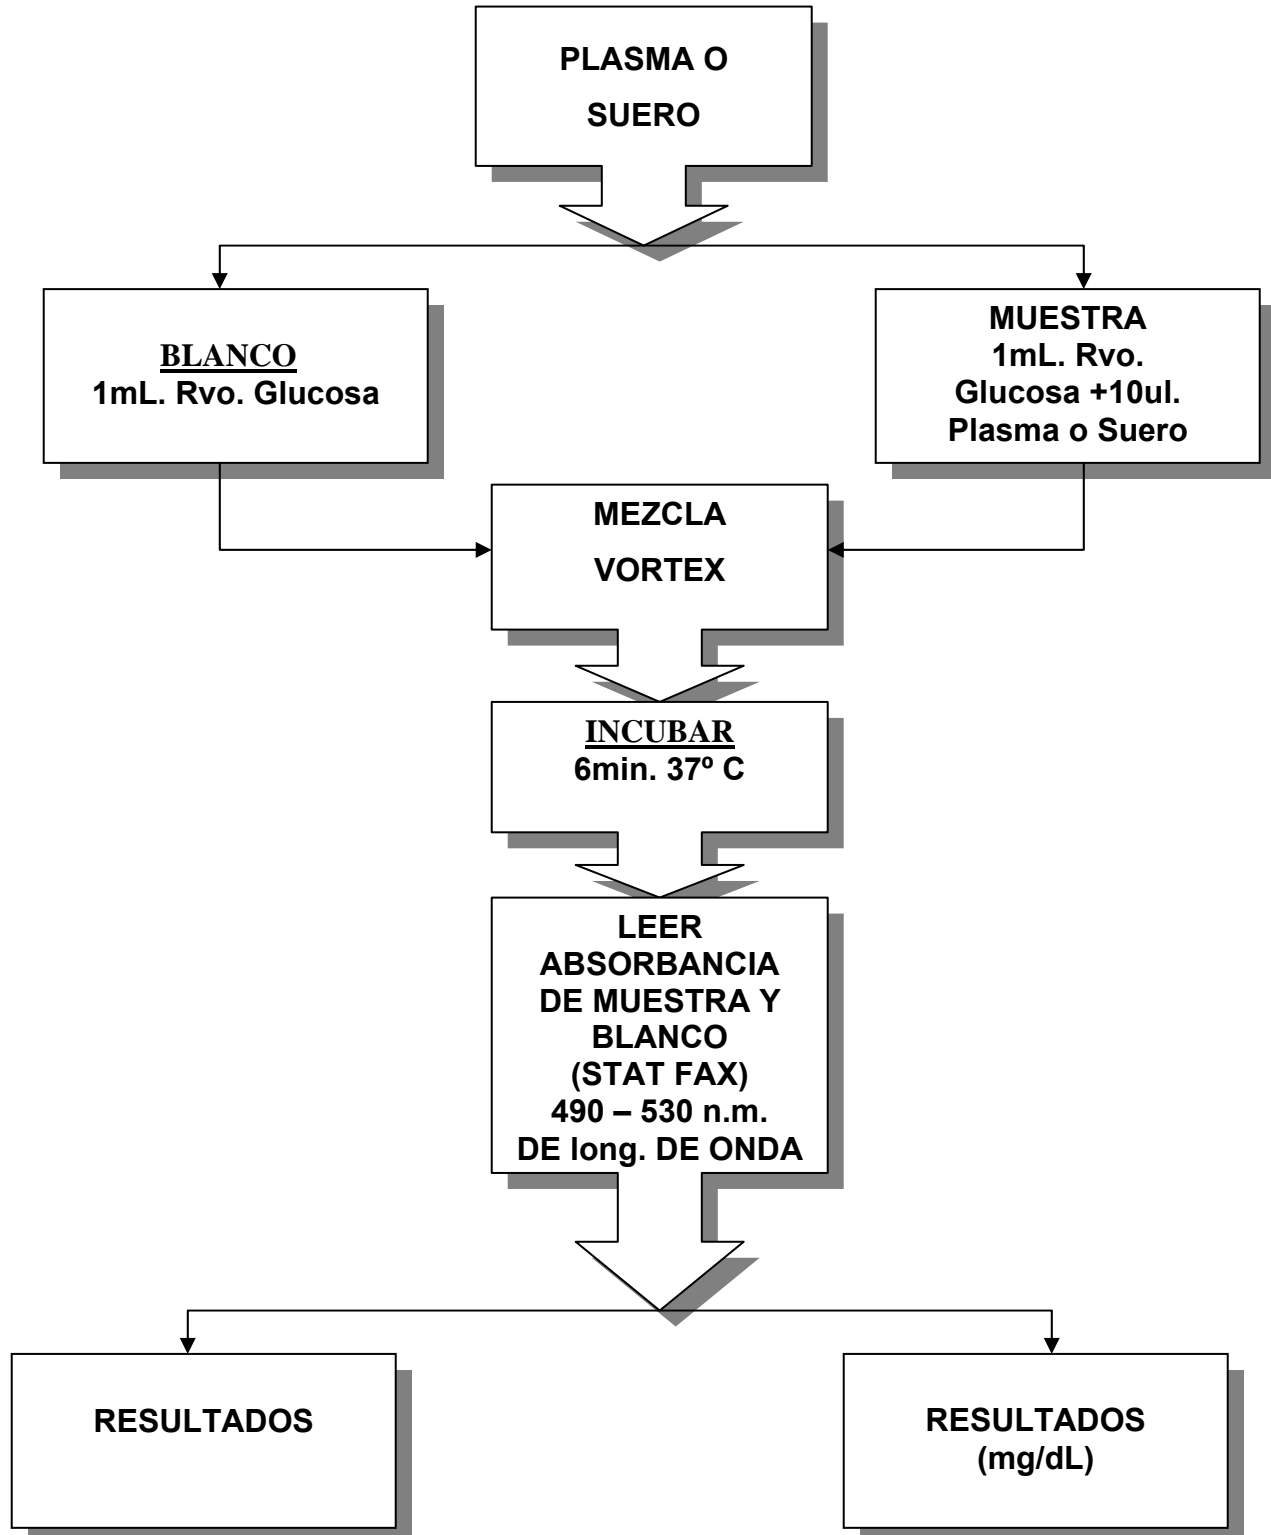 PLASMA O
SUERO
BLANCO
1mL. Rvo. Glucosa
MUESTRA
1mL. Rvo.
Glucosa +10ul.
Plasma o Suero
MEZCLA
VORTEX
INCUBAR
6min. 37º C
LEER
ABSORBANCIA
DE MUESTRA Y
BLANCO
(STAT FAX)
490 – 530 n.m.
DE long. DE ONDA
RESULTADOS
RESULTADOS
(mg/dL)